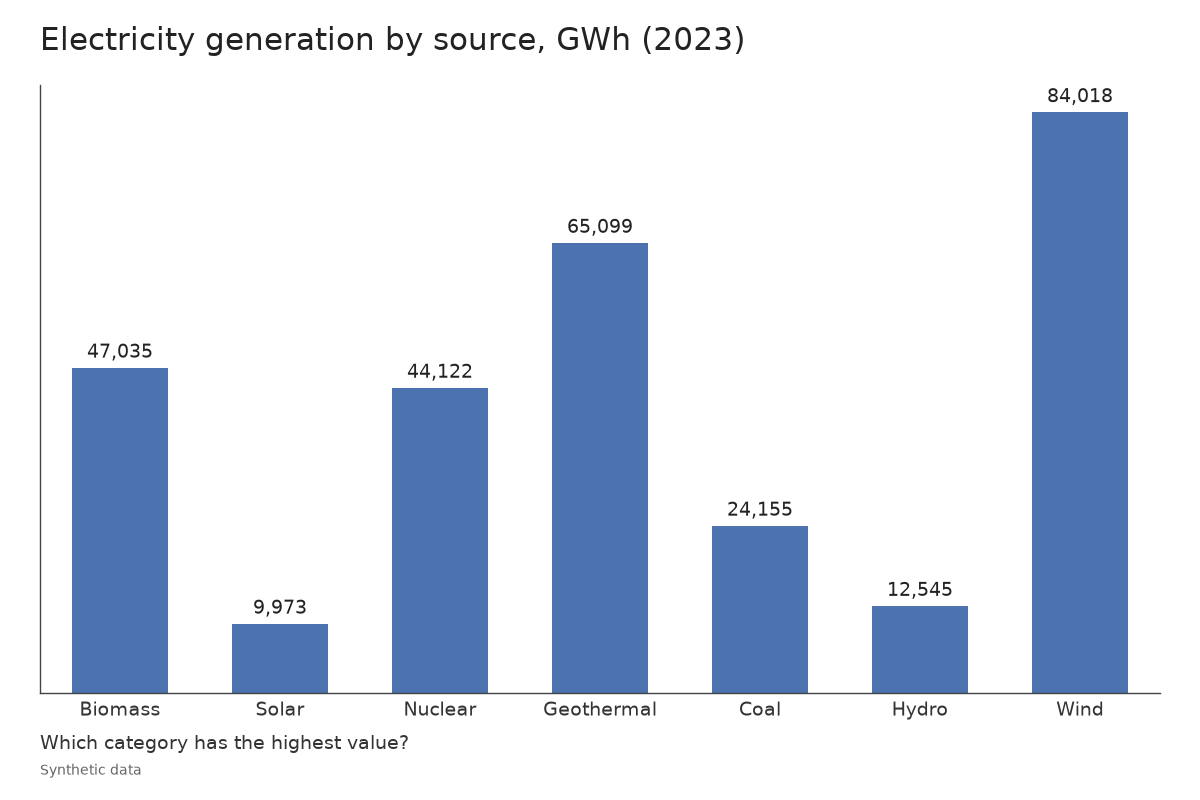 Electricity generation by source, GWh (2023)
84,018
65,099
47,035
44,122
24,155
12,545
9,973
Biomass Solar Nuclear Geothermal Coal Hydro Wind
Which category has the highest value?
Synthetic data